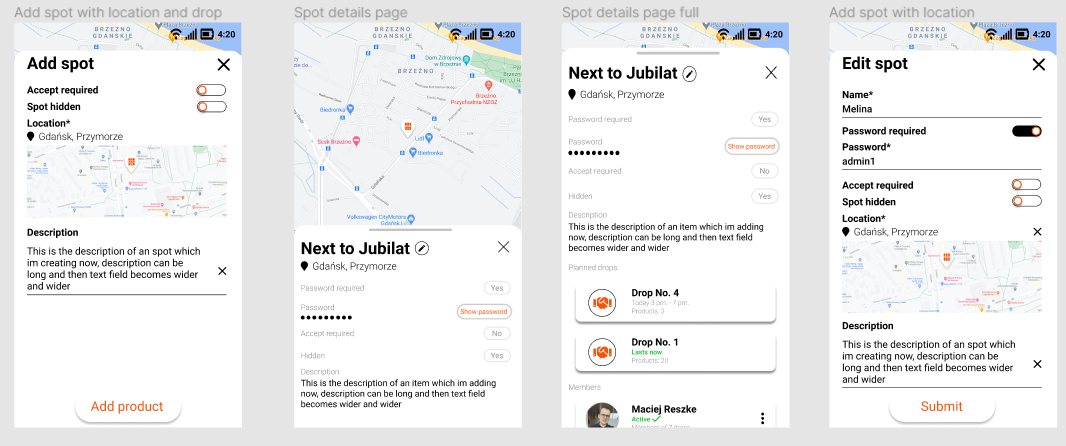 Add spot with location and drop
BRZEŹNO
GDAŃSKIE
4:20
Add spot
Accept required
Spot hidden
Location*
Gdańsk, Przymorze
Description
This is the description of an spot which
im creating now, description can be
long and then text field becomes wider
and wider
Add product
Spot details page
BRZEŹNO
GDAŃSKIE
4:20
Dom Zdrojowy
w Brzeźnie
BRZEŹNO
Brzeźno.
Przychodnia NZOZ
Biedronka
Scsk Brzeźno
Lidl
Biedronka
Gdańska
Volkswagen CityMotors
Gdańsk
Next to Jubilat
Gdańsk, Przymorze
Password required
Yes
Password
●●●●●●●●●
Show password
Accept required
No
Hidden
Yes
Description
This is the description of an item which im adding
now, description can be long and then text field
becomes wider and wider
Spot details page full
BRZEŹNO
GDAŃSKIE
4:20
Next to Jubilat
Gdańsk, Przymorze
Password required
Yes
Password
●●●●●●●●●
Show password
Accept required
No
Hidden
Yes
Description
This is the description of an item which im adding
now, description can be long and then text field
becomes wider and wider
Planned drops
Drop No. 4
Today 3 pm. - 7 pm.
Products: 3
Drop No. 1
Lasts now
Products: 20
Members
Maciej Reszke
Active
Add spot with location
BRZEŹNO
GDAŃSKIE
4:20
Edit spot
Name*
Melina
Password required
Password*
admin1
Accept required
Spot hidden
Location*
Gdańsk, Przymorze
Description
This is the description of an spot which
im creating now, description can be
long and then text field becomes wider
and wider
Submit